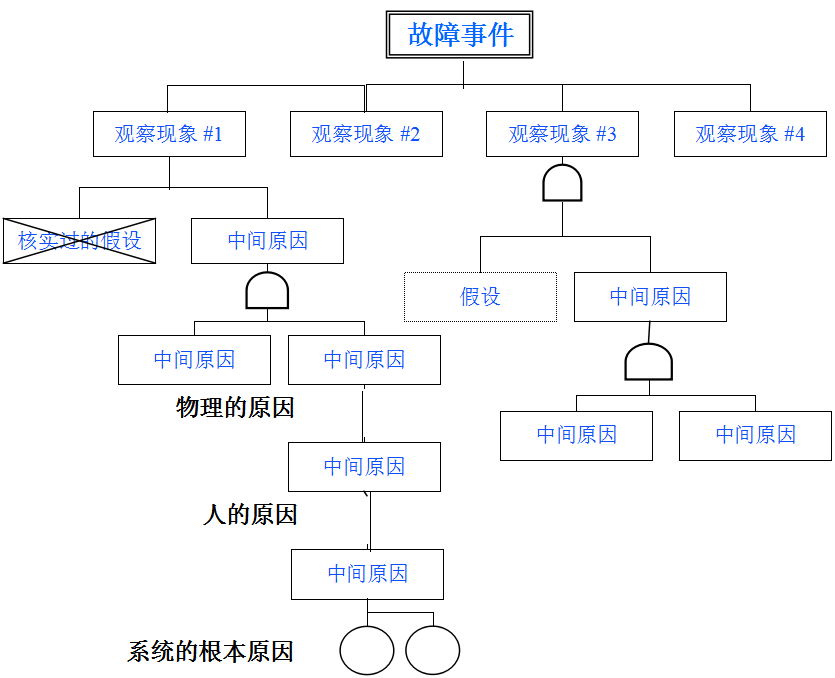 故障事件
观察现象 #1
观察现象 #2
观察现象 #3
观察现象 #4
核实过的假设
中间原因
假设
中间原因
中间原因
中间原因
物理的原因
中间原因
中间原因
中间原因
人的原因
中间原因
系统的根本原因